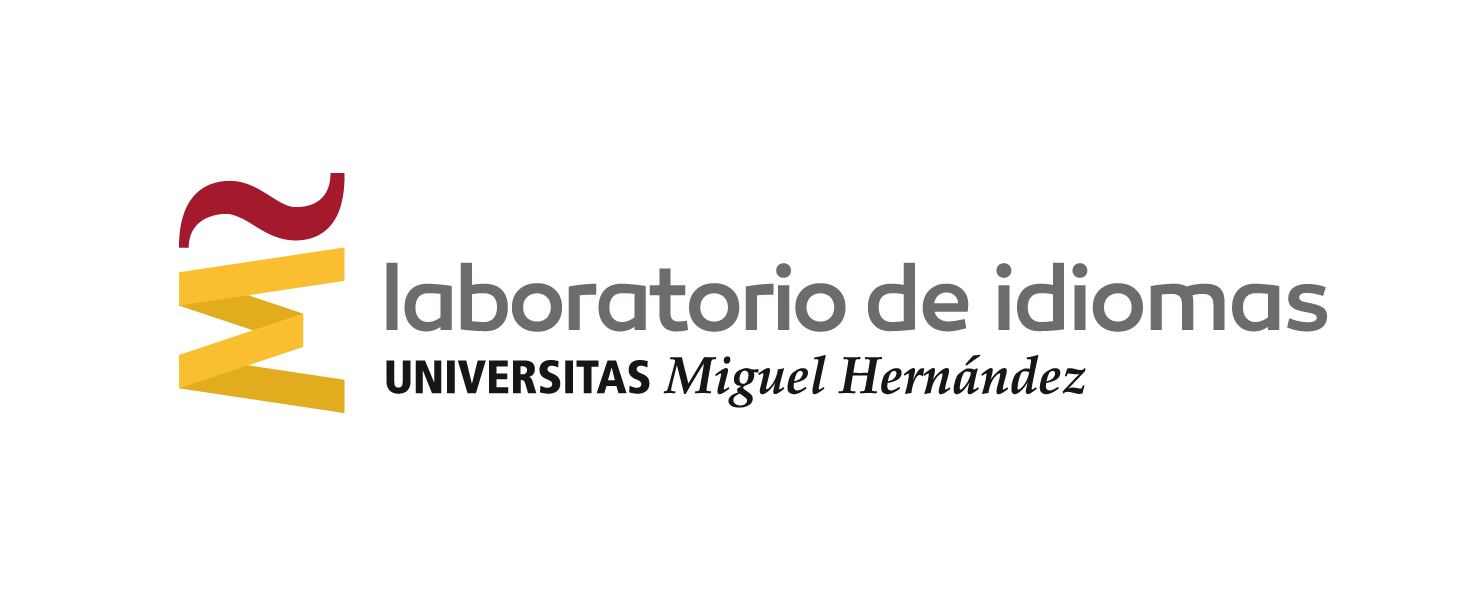 laboratorio de idiomas
UNIVERSITAS Miguel Hernández